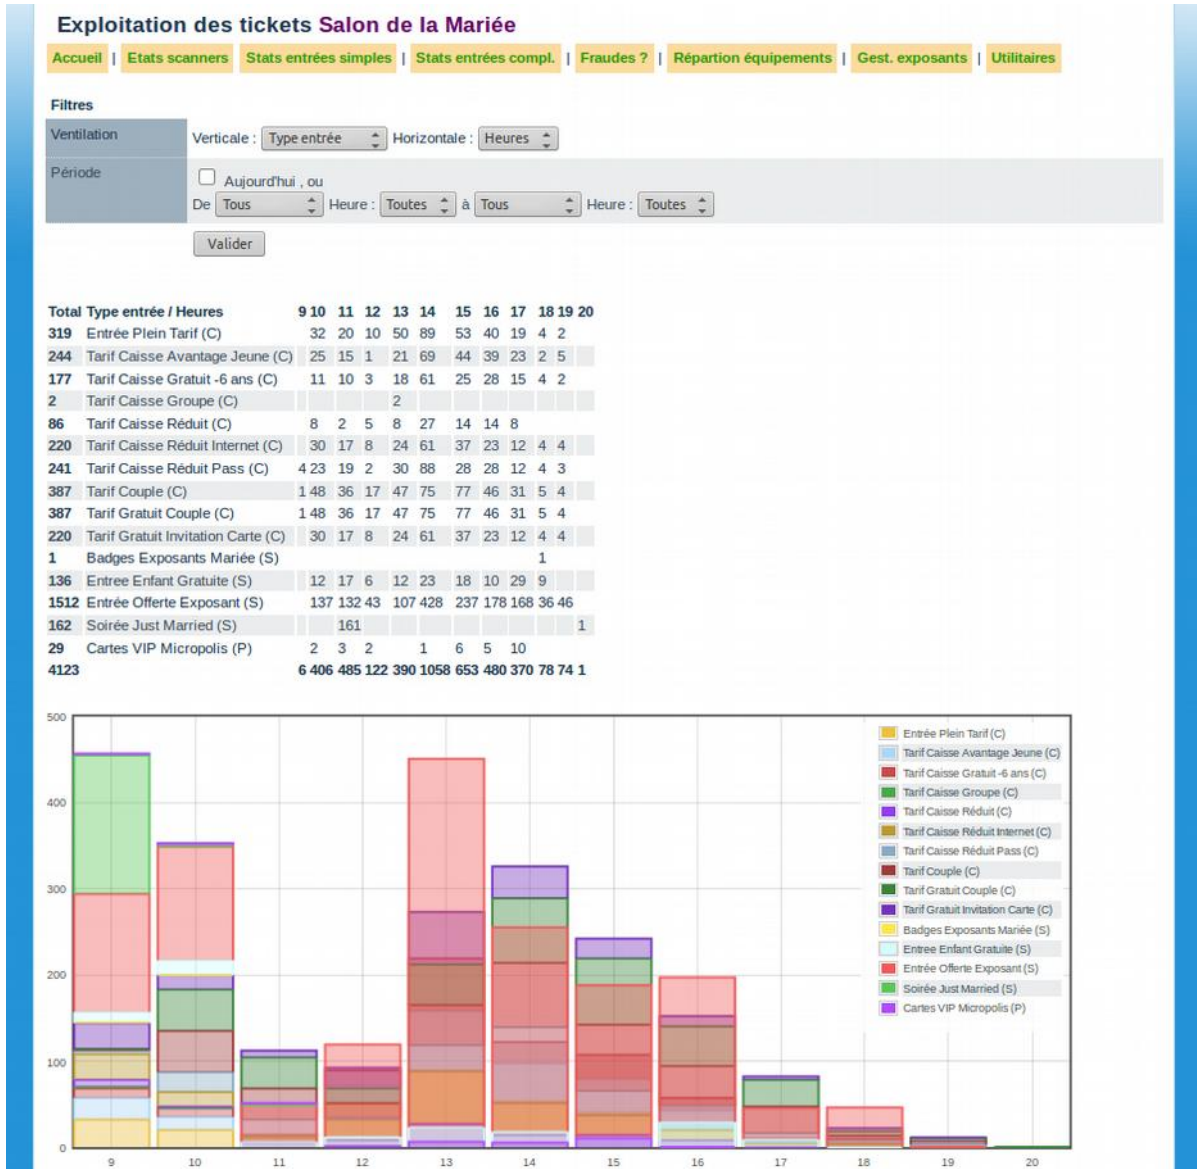 Exploitation des tickets Salon de la Mariée
Accueil | Etats scanners Stats entrées simples | Stats entrées compl. | Fraudes ? | Répartion équipements | Gest. exposants | Utilitaires
Filtres
Ventilation Verticale : Type entrée Horizontale : Heures
Période Aujourd'hui , ou
De Tous Heure : Toutes à Tous Heure : Toutes
Valider
Total Type entrée / Heures 9 10 11 12 13 14 15 16 17 18 19 20
319 Entrée Plein Tarif (C) 32 20 10 50 89 53 40 19 4 2
244 Tarif Caisse Avantage Jeune (C) 25 15 1 21 69 44 39 23 2 5
177 Tarif Caisse Gratuit -6 ans (C) 11 10 3 18 61 25 28 15 4 2
2 Tarif Caisse Groupe (C) 2
86 Tarif Caisse Réduit (C) 8 2 5 8 27 14 14 8
220 Tarif Caisse Réduit Internet (C) 30 17 8 24 61 37 23 12 4 4
241 Tarif Caisse Réduit Pass (C) 4 23 19 2 30 88 28 28 12 4 3
387 Tarif Couple (C) 1 48 36 17 47 75 77 46 31 5 4
387 Tarif Gratuit Couple (C) 1 48 36 17 47 75 77 46 31 5 4
220 Tarif Gratuit Invitation Carte (C) 30 17 8 24 61 37 23 12 4 4
1 Badges Exposants Mariée (S) 1
136 Entree Enfant Gratuite (S) 12 17 6 12 23 18 10 29 9
1512 Entrée Offerte Exposant (S) 137 132 43 107 428 237 178 168 36 46
162 Soirée Just Married (S) 161 1
29 Cartes VIP Micropolis (P) 2 3 2 1 6 5 10
4123 6 406 485 122 390 1058 653 480 370 78 74 1
500
400
300
200
100
0
9 10 11 12 13 14 15 16 17 18 19 20
Entrée Plein Tarif (C)
Tarif Caisse Avantage Jeune (C)
Tarif Caisse Gratuit -6 ans (C)
Tarif Caisse Groupe (C)
Tarif Caisse Réduit (C)
Tarif Caisse Réduit Internet (C)
Tarif Caisse Réduit Pass (C)
Tarif Couple (C)
Tarif Gratuit Couple (C)
Tarif Gratuit Invitation Carte (C)
Badges Exposants Mariée (S)
Entree Enfant Gratuite (S)
Entrée Offerte Exposant (S)
Soirée Just Married (S)
Cartes VIP Micropolis (P)